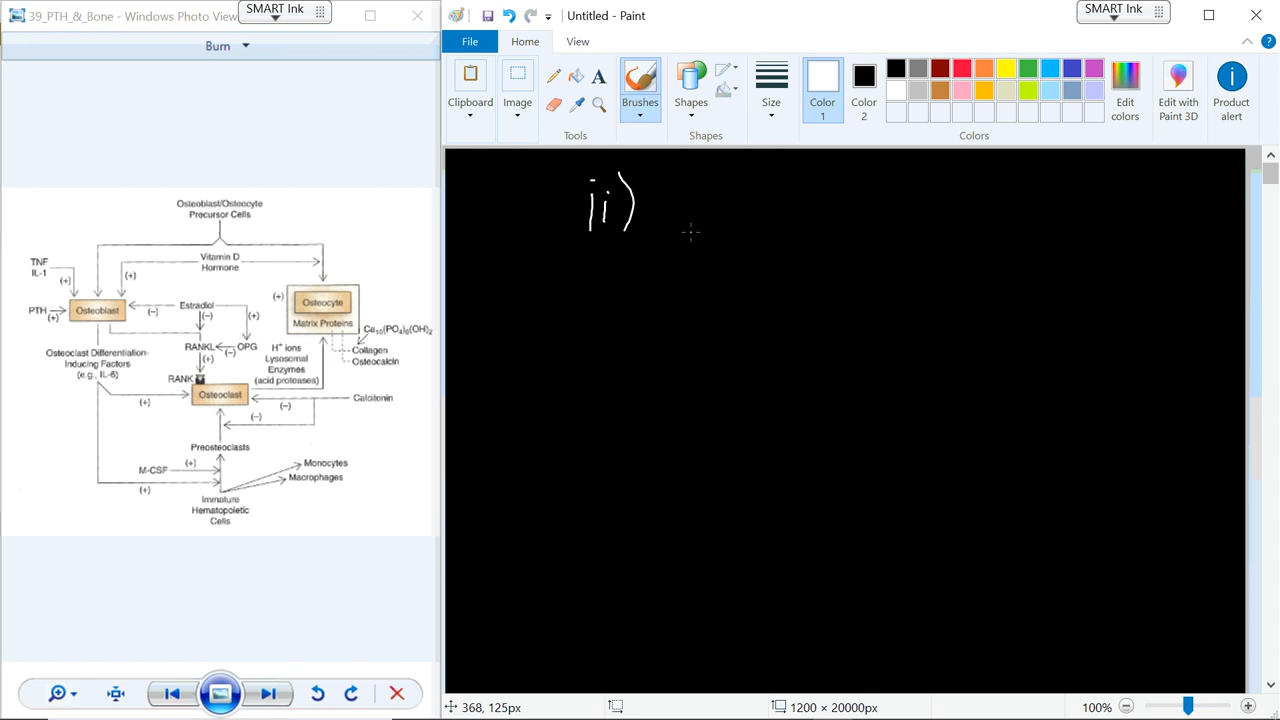 39_PTH_&_Bone - Windows Photo View
SMART Ink
Burn
Osteoblast/Osteocyte
Precursor Cells
TNF
IL-1
(+)
(+)
Vitamin D
Hormone
PTH
(+)
Osteoblast
(−)
Estradiol
(−)
(+)
(+)
Osteocyte
Matrix Proteins
Ca10(PO4)6(OH)2
Collagen
Osteocalcin
Osteoclast Differentiation-
Inducing Factors
(e.g., IL-6)
RANKL
(−)
OPG
(+)
H+ ions
Lysosomal
Enzymes
(acid proteases)
RANK
Osteoclast
(+)
(−)
Calcitonin
(−)
Preosteoclasts
M-CSF
(+)
Monocytes
Macrophages
(+)
Immature
Hematopoietic
Cells
Untitled - Paint
SMART Ink
File
Home
View
Clipboard
Image
Tools
Brushes
Shapes
Shapes
Size
Color
1
Color
2
Edit
colors
Colors
Edit with
Paint 3D
Product
alert
ii)
368, 125px
1200 × 20000px
100%